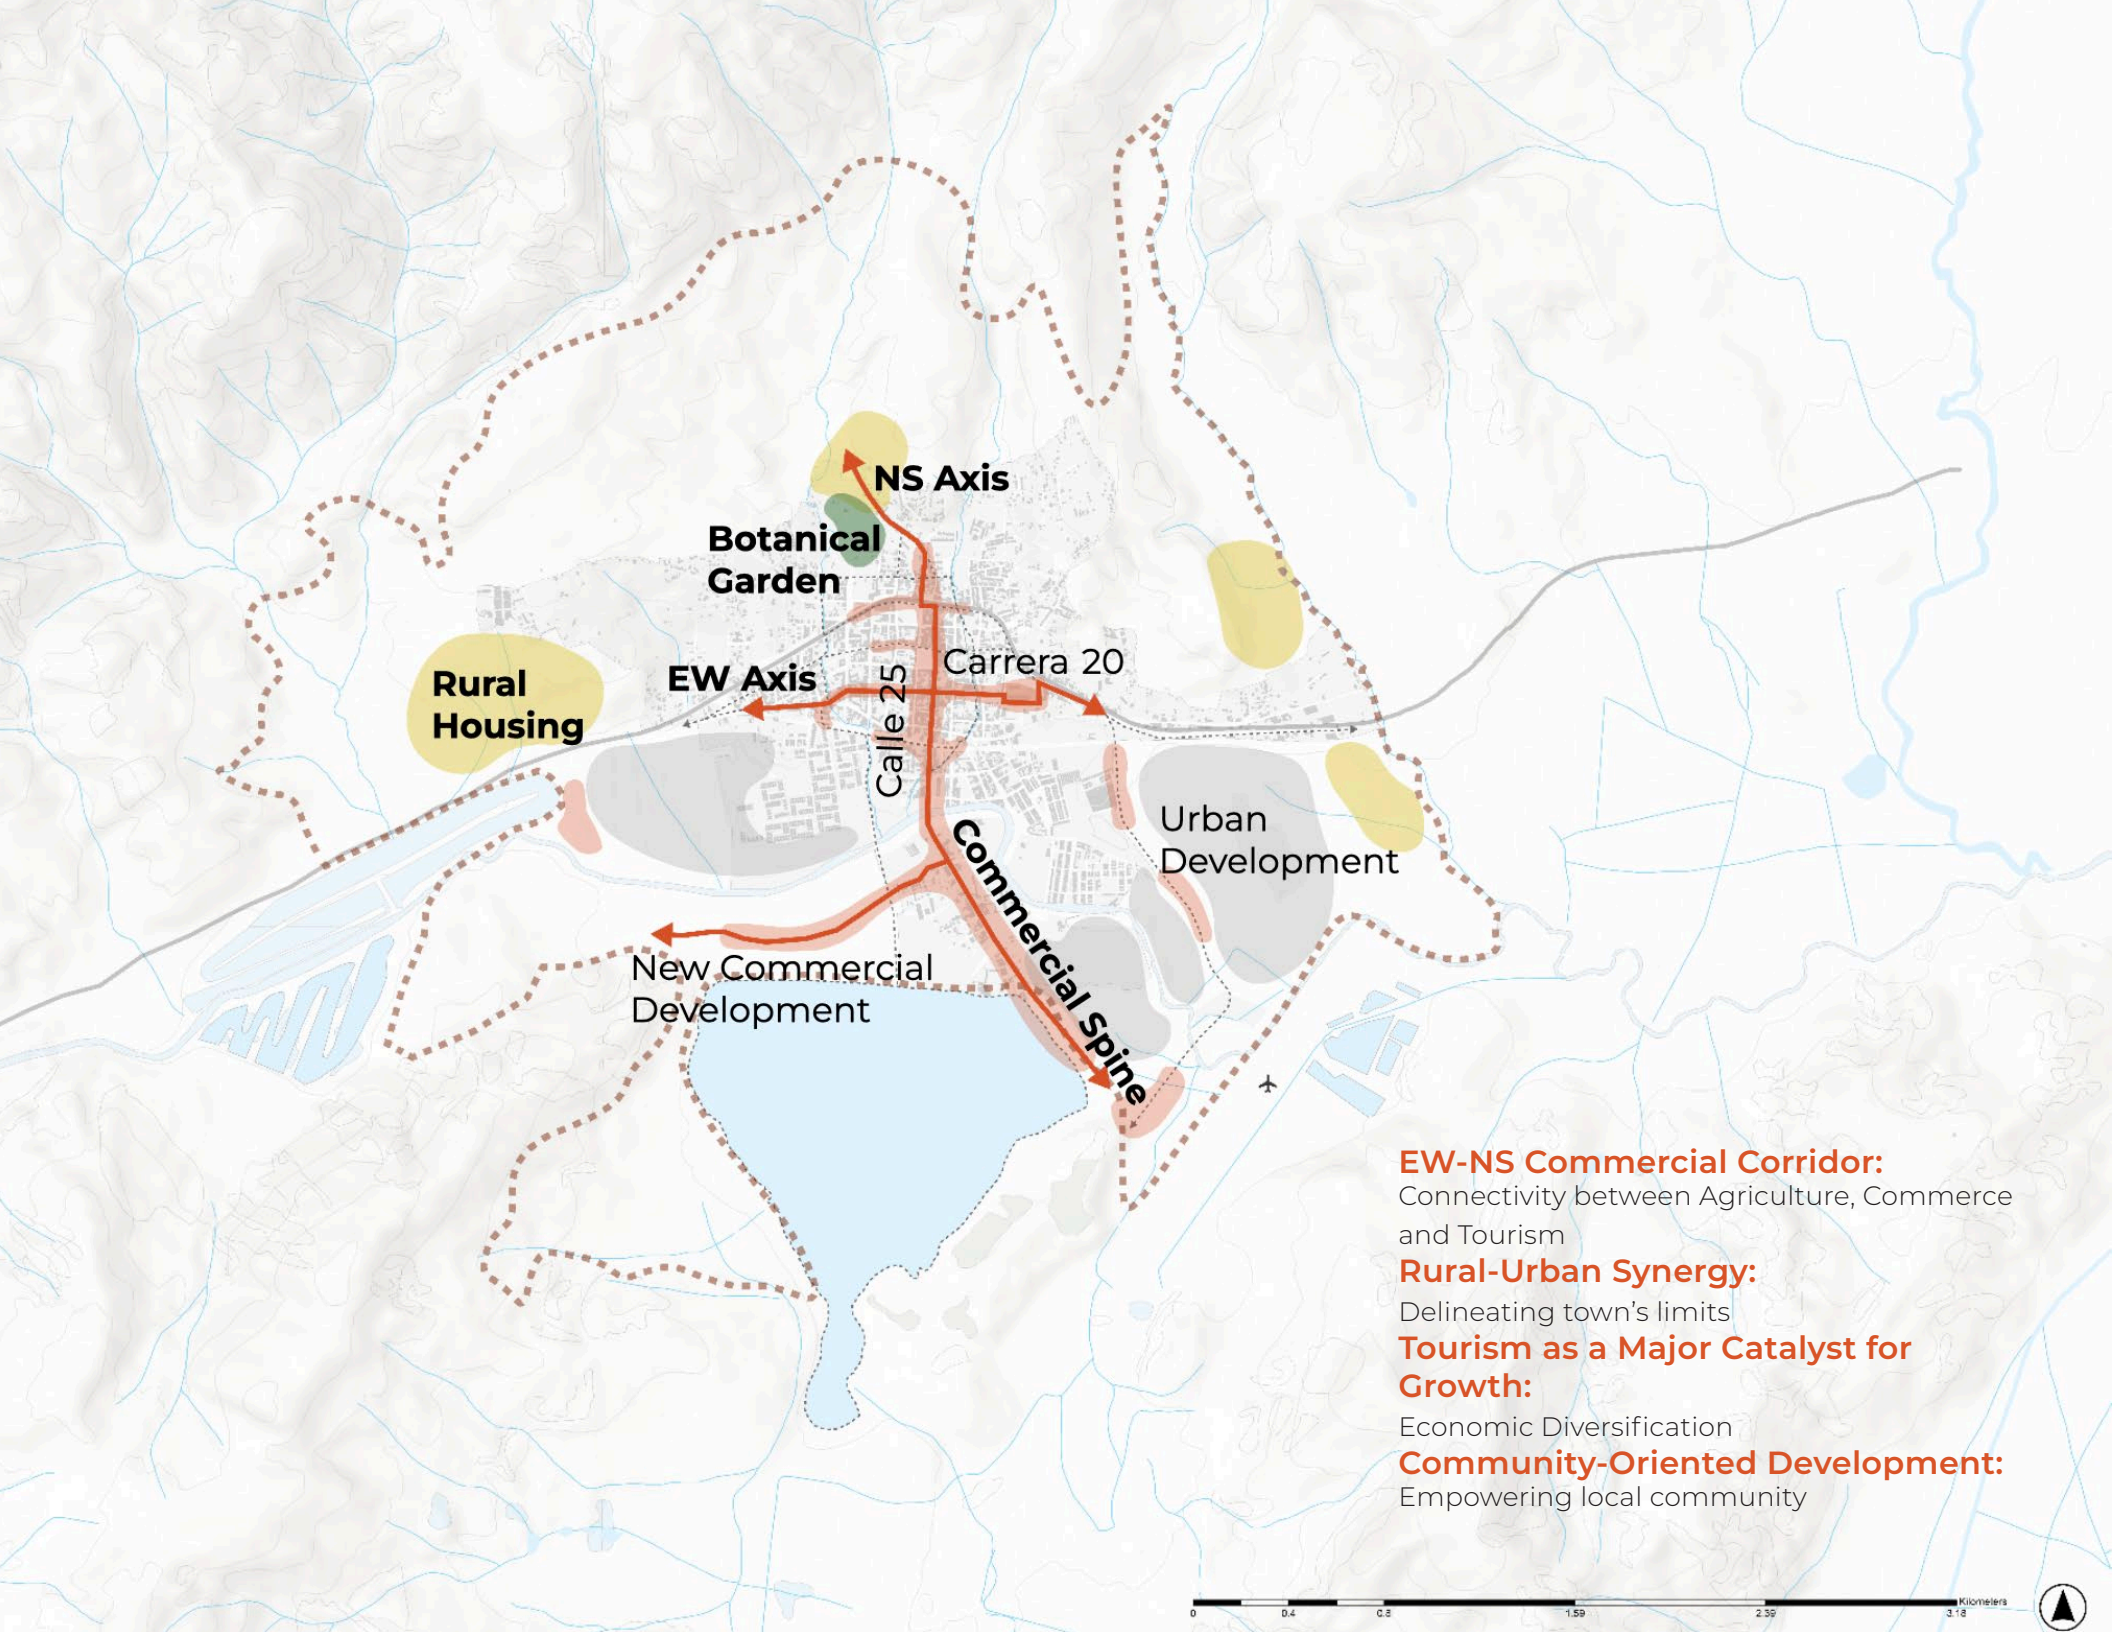 NS Axis
Botanical
Garden
Rural
Housing
EW Axis
Carrera 20
Calle 25
Urban
Development
Commercial Spine
New Commercial
Development
EW-NS Commercial Corridor:
Connectivity between Agriculture, Commerce
and Tourism
Rural-Urban Synergy:
Delineating town's limits
Tourism as a Major Catalyst for
Growth:
Economic Diversification
Community-Oriented Development:
Empowering local community
Kilometers
0 0.4 0.8 1.59 2.39 3.18